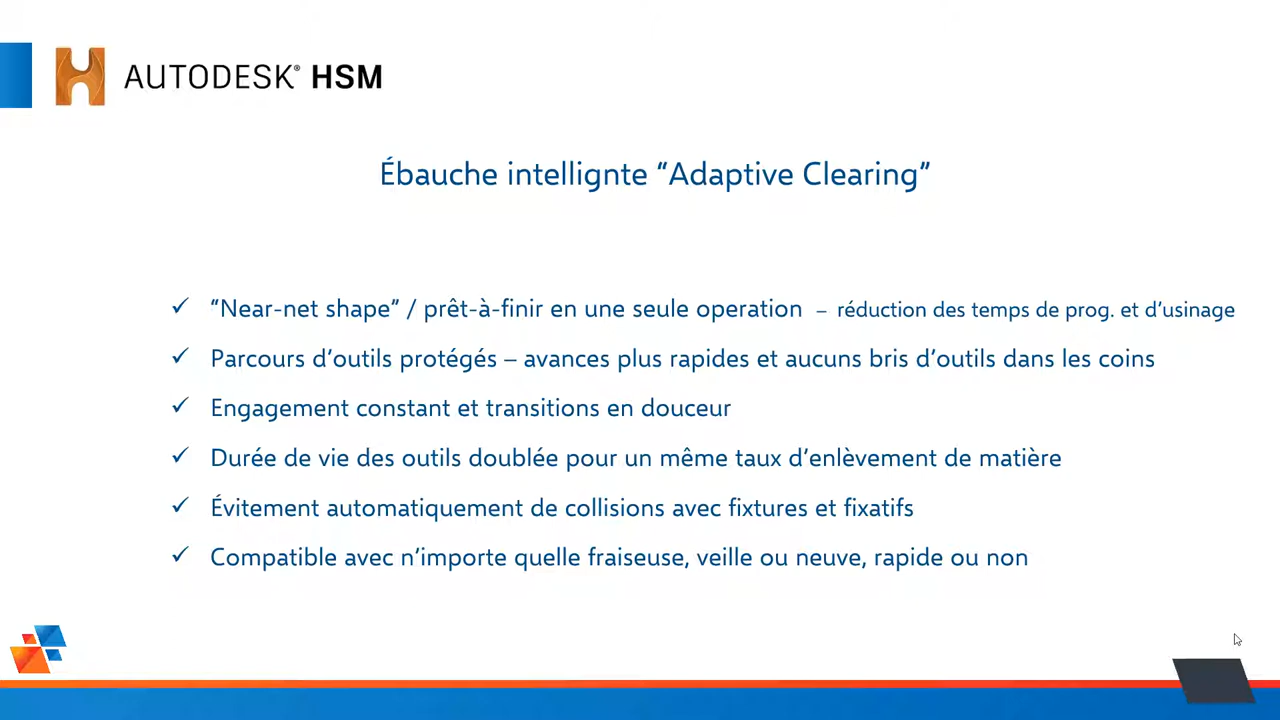 AUTODESK® HSM
Ébauche intellignte “Adaptive Clearing”
✓ “Near-net shape” / prêt-à-finir en une seule operation – réduction des temps de prog. et d’usinage
✓ Parcours d’outils protégés – avances plus rapides et aucuns bris d’outils dans les coins
✓ Engagement constant et transitions en douceur
✓ Durée de vie des outils doublée pour un même taux d’enlèvement de matière
✓ Évitement automatiquement de collisions avec fixtures et fixatifs
✓ Compatible avec n’importe quelle fraiseuse, veille ou neuve, rapide ou non